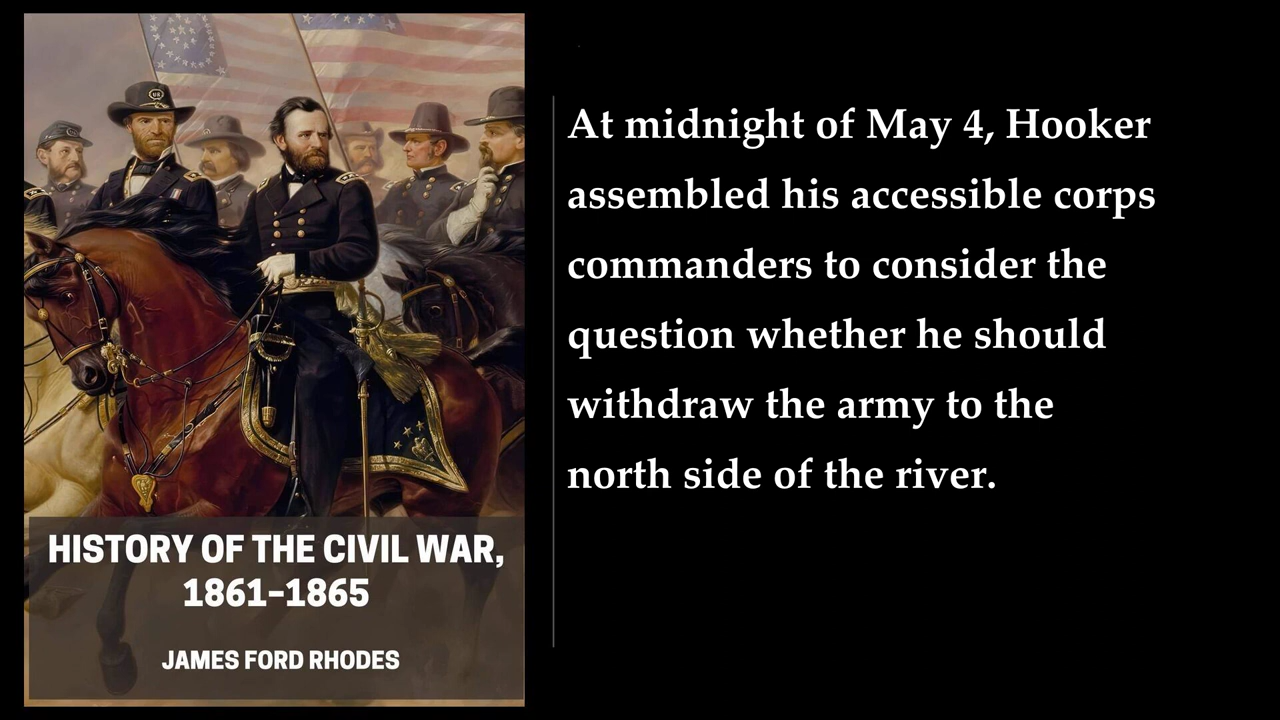 At midnight of May 4, Hooker
assembled his accessible corps
commanders to consider the
question whether he should
withdraw the army to the
north side of the river.
HISTORY OF THE CIVIL WAR,
1861–1865
JAMES FORD RHODES